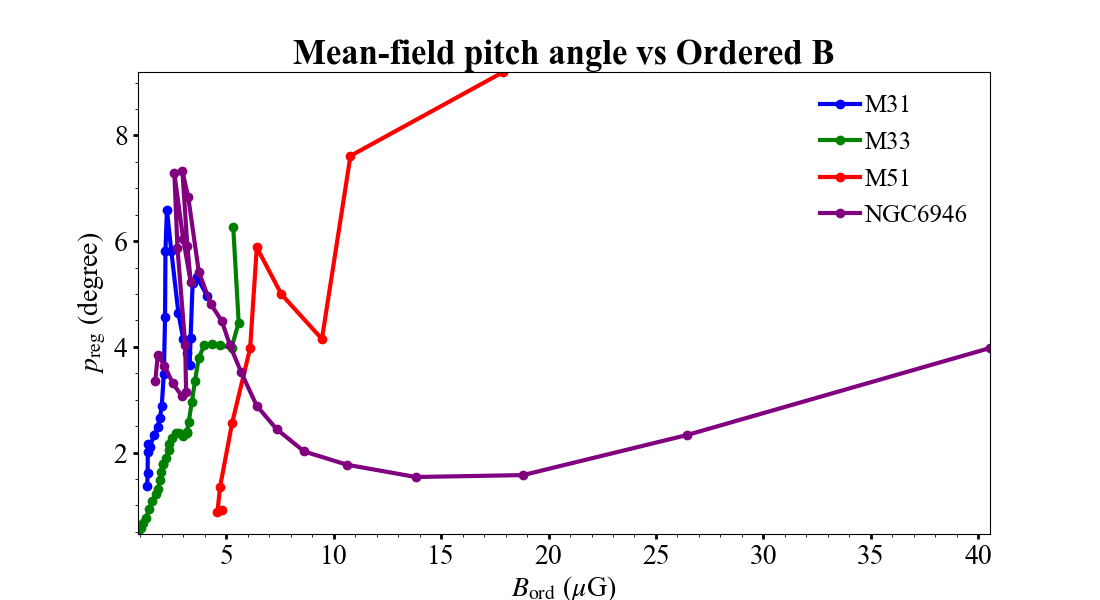 Mean-field pitch angle vs Ordered B
M31
M33
M51
NGC6946
8
6
4
2
p_reg (degree)
5 10 15 20 25 30 35 40
B_ord (μG)